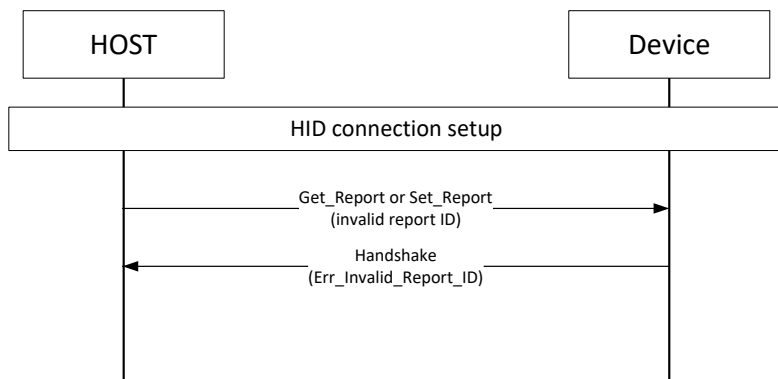 HOST
Device
HID connection setup
Get_Report or Set_Report
(invalid report ID)
Handshake
(Err_Invalid_Report_ID)